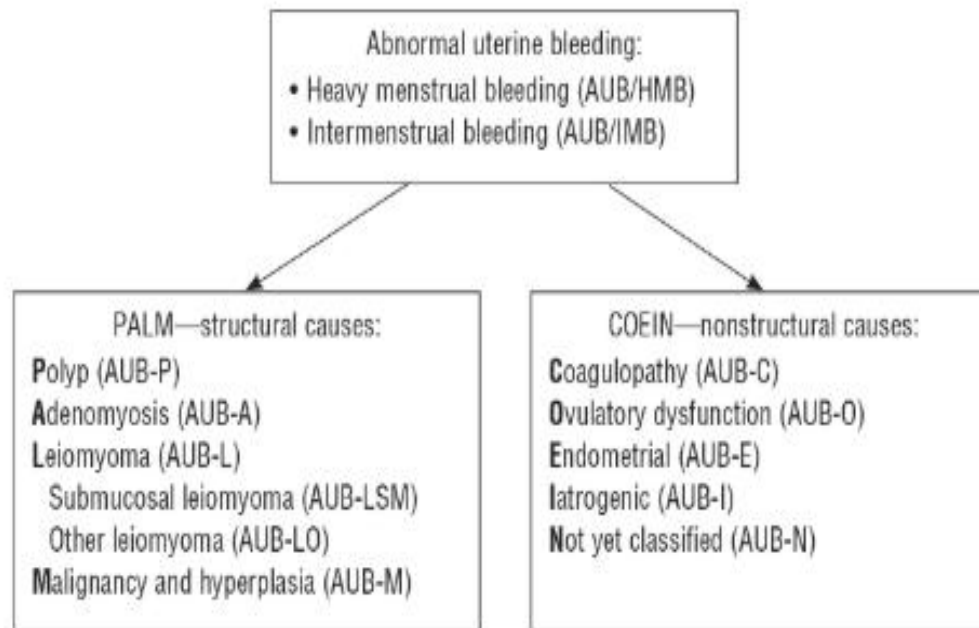 Abnormal uterine bleeding:
• Heavy menstrual bleeding (AUB/HMB)
• Intermenstrual bleeding (AUB/IMB)
PALM—structural causes:
Polyp (AUB-P)
Adenomyosis (AUB-A)
Leiomyoma (AUB-L)
Submucosal leiomyoma (AUB-LSM)
Other leiomyoma (AUB-LO)
Malignancy and hyperplasia (AUB-M)
COEIN—nonstructural causes:
Coagulopathy (AUB-C)
Ovulatory dysfunction (AUB-O)
Endometrial (AUB-E)
Iatrogenic (AUB-I)
Not yet classified (AUB-N)